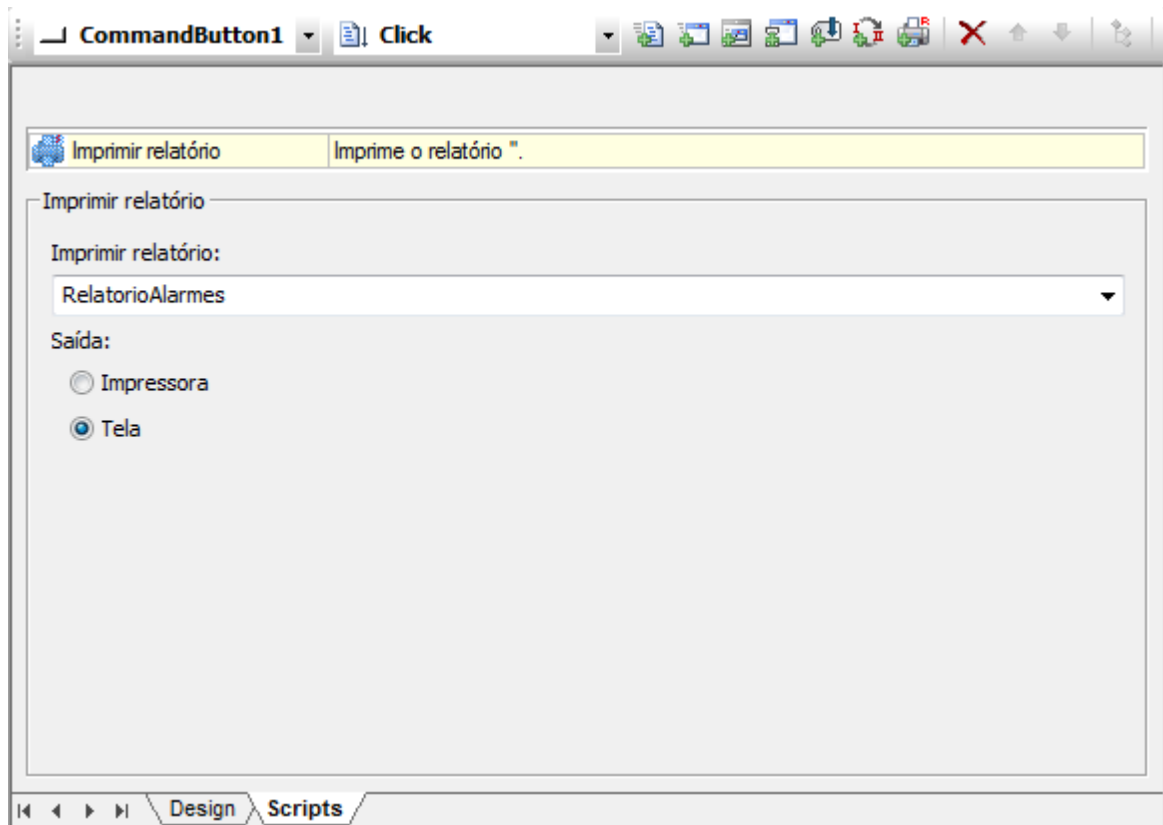 CommandButton1 Click
Imprimir relatório Imprime o relatório ''.
Imprimir relatório
Imprimir relatório:
RelatorioAlarmes
Saída:
Impressora
Tela
Design Scripts